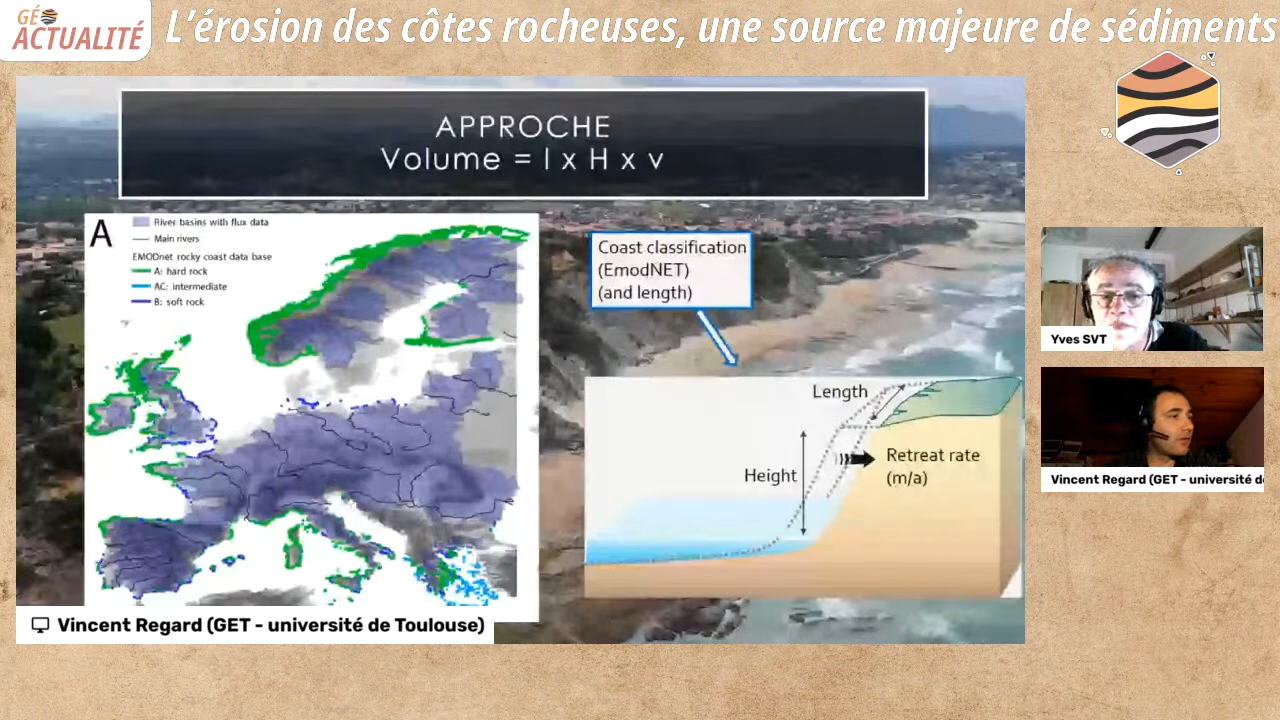 GÉ ACTUALITÉ
L’érosion des côtes rocheuses, une source majeure de sédiments
APPROCHE
Volume = l x H x v
A
River basins with flux data
Main rivers
EMODnet rocky coast data base
A: hard rock
AC: intermediate
B: soft rock
Coast classification
(EmodNET)
(and length)
Length
Height
Retreat rate
(m/a)
Yves SVT
Vincent Regard (GET - université d
Vincent Regard (GET - université de Toulouse)